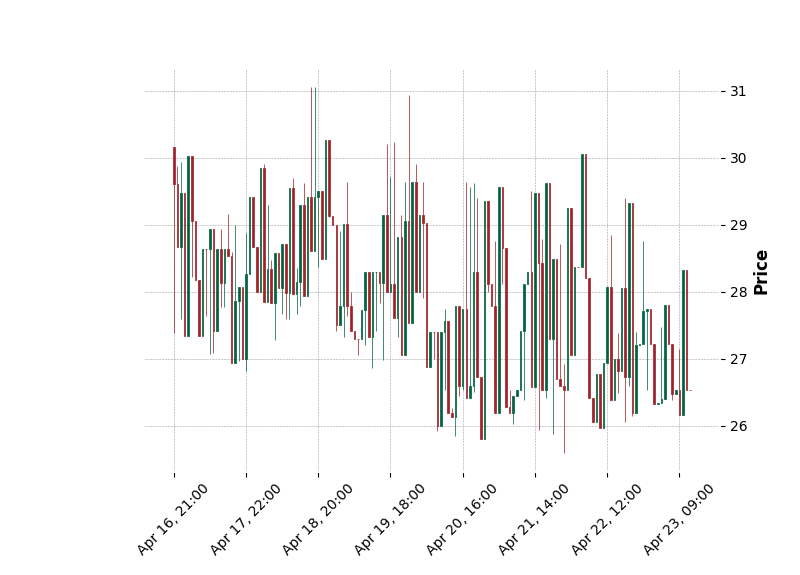 31
30
29
28
27
26
Price
Apr 16, 21:00
Apr 17, 22:00
Apr 18, 20:00
Apr 19, 18:00
Apr 20, 16:00
Apr 21, 14:00
Apr 22, 12:00
Apr 23, 09:00